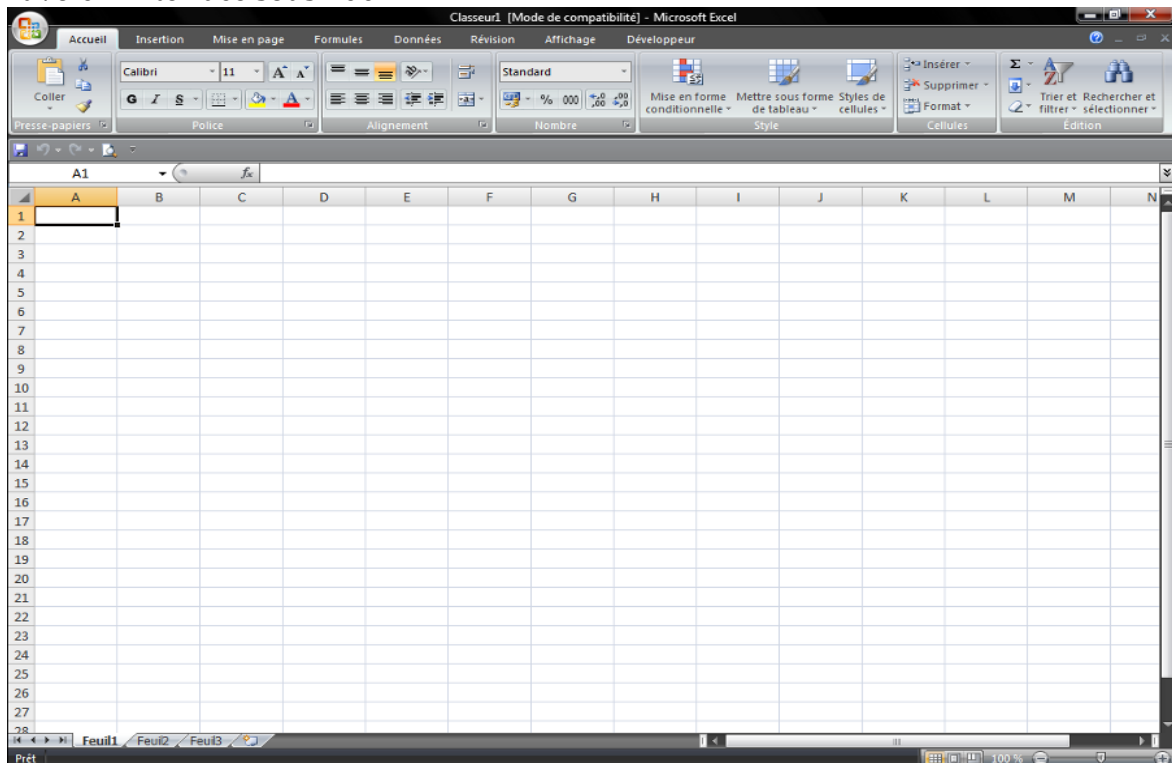 Classeur1 [Mode de compatibilité] - Microsoft Excel
Accueil Insertion Mise en page Formules Données Révision Affichage Développeur
Coller
Calibri 11
G I S
Standard
% 000
Mise en forme conditionnelle
Mettre sous forme de tableau
Styles de cellules
Insérer
Supprimer
Format
Σ
Trier et filtrer
Rechercher et sélectionner
Presse-papiers Police Alignement Nombre Style Cellules Édition
A1 fx
A B C D E F G H I J K L M N
1
2
3
4
5
6
7
8
9
10
11
12
13
14
15
16
17
18
19
20
21
22
23
24
25
26
27
28
Feuil1 Feuil2 Feuil3
Prêt 100 %